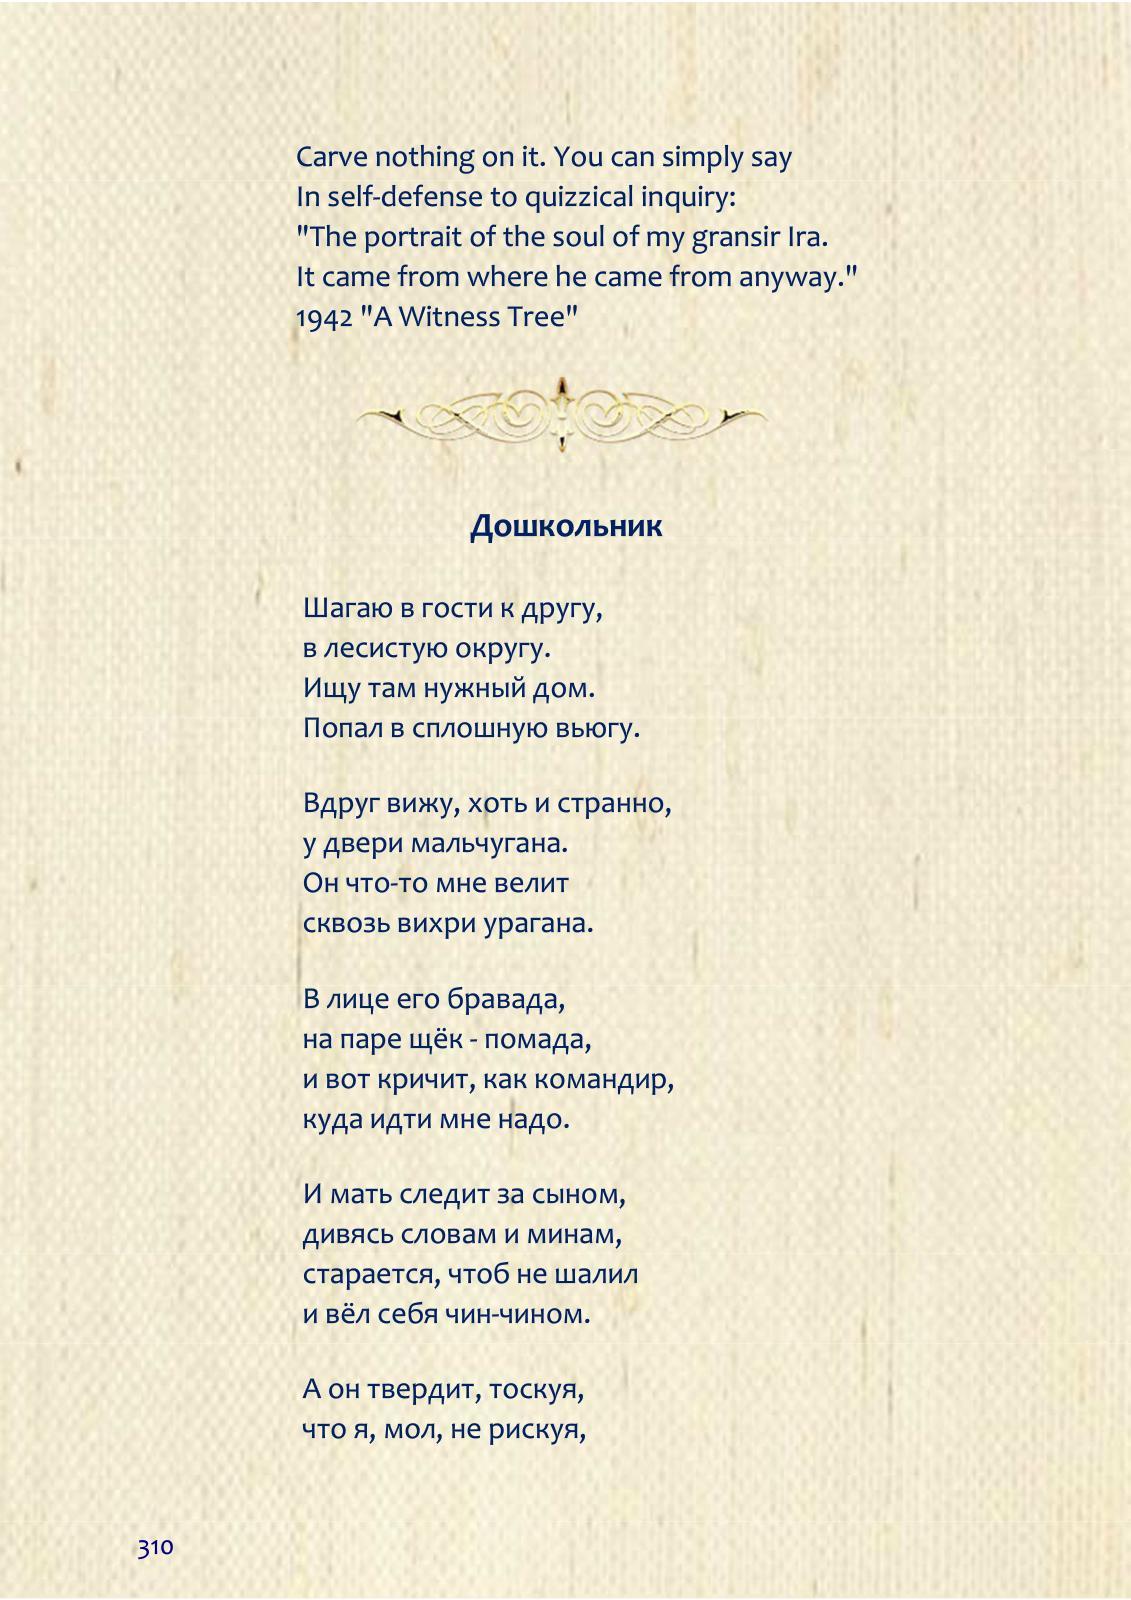 Carve nothing on it. You can simply say
In self-defense to quizzical inquiry:
"The portrait of the soul of my gransir Ira.
It came from where he came from anyway."
1942 "A Witness Tree"
Дошкольник
Шагаю в гости к другу,
в лесистую округу.
Ищу там нужный дом.
Попал в сплошную вьюгу.
Вдруг вижу, хоть и странно,
у двери мальчугана.
Он что-то мне велит
сквозь вихри урагана.
В лице его бравада,
на паре щёк - помада,
и вот кричит, как командир,
куда идти мне надо.
И мать следит за сыном,
дивясь словам и минам,
старается, чтоб не шалил
и вёл себя чин-чином.
А он твердит, тоскуя,
что я, мол, не рискуя,
310